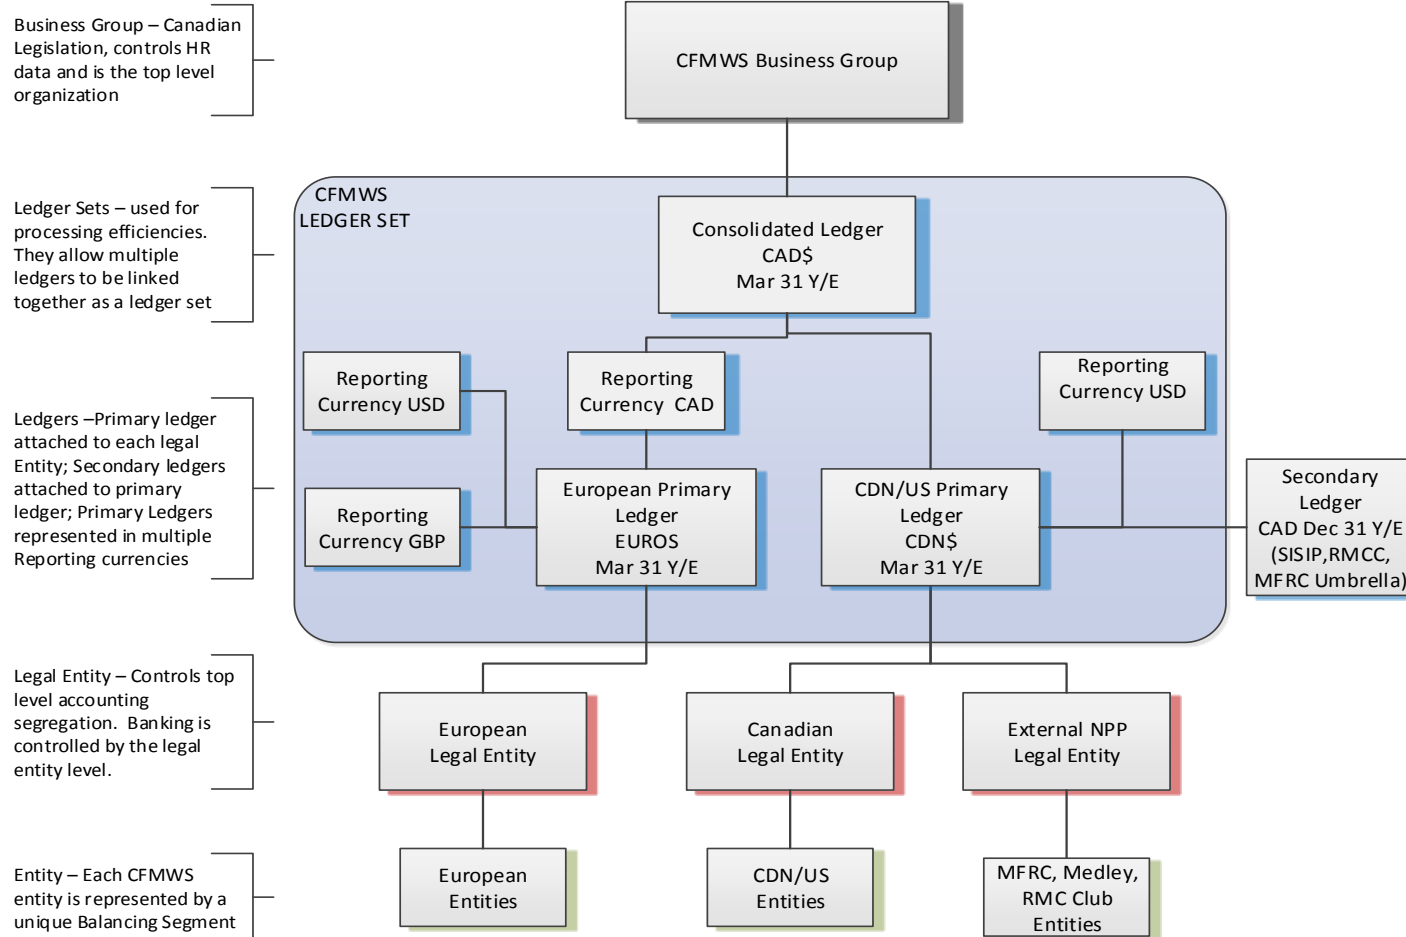 Business Group – Canadian
Legislation, controls HR
data and is the top level
organization
CFMWS Business Group
Ledger Sets – used for
processing efficiencies.
They allow multiple
ledgers to be linked
together as a ledger set
CFMWS
LEDGER SET
Consolidated Ledger
CAD$
Mar 31 Y/E
Reporting
Currency USD
Reporting
Currency CAD
Reporting
Currency USD
Ledgers –Primary ledger
attached to each legal
Entity; Secondary ledgers
attached to primary
ledger; Primary Ledgers
represented in multiple
Reporting currencies
Reporting
Currency GBP
European Primary
Ledger
EUROS
Mar 31 Y/E
CDN/US Primary
Ledger
CDN$
Mar 31 Y/E
Secondary
Ledger
CAD Dec 31 Y/E
(SISIP,RMCC,
MFRC Umbrella)
Legal Entity – Controls top
level accounting
segregation. Banking is
controlled by the legal
entity level.
European
Legal Entity
Canadian
Legal Entity
External NPP
Legal Entity
Entity – Each CFMWS
entity is represented by a
unique Balancing Segment
European
Entities
CDN/US
Entities
MFRC, Medley,
RMC Club
Entities